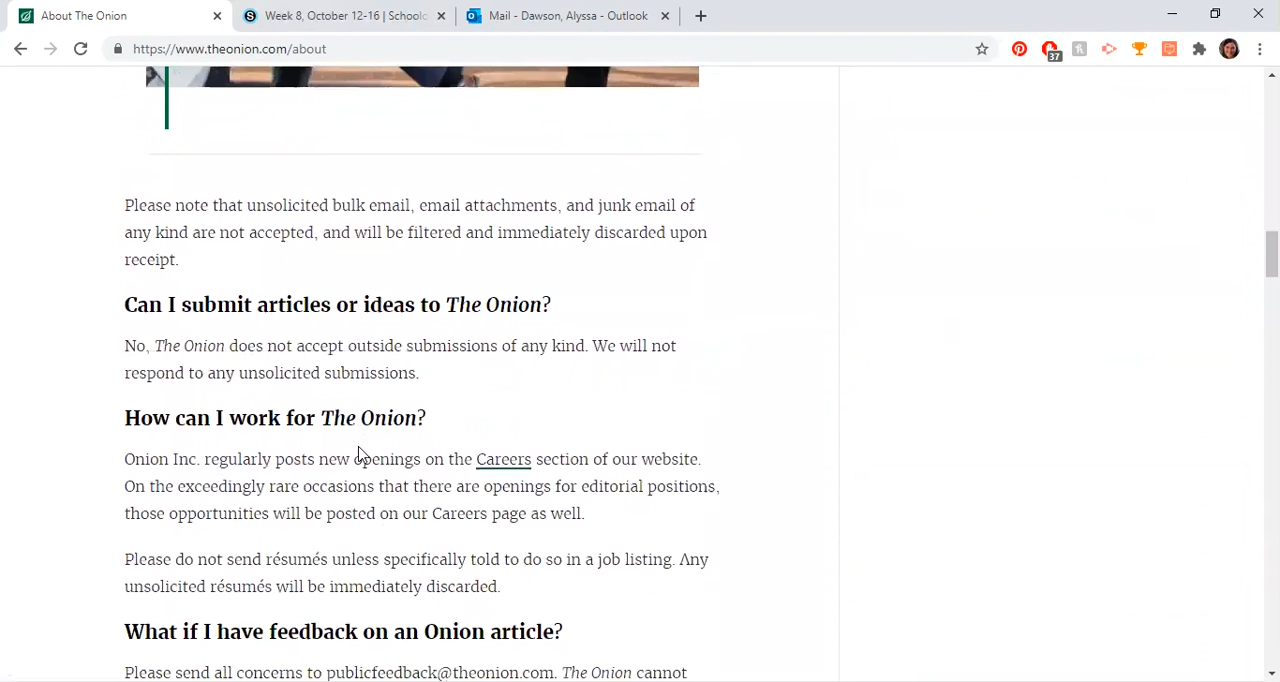 About The Onion
Week 8, October 12-16 | Schoolo
Mail - Dawson, Alyssa - Outlook
https://www.theonion.com/about
37
Please note that unsolicited bulk email, email attachments, and junk email of
any kind are not accepted, and will be filtered and immediately discarded upon
receipt.
Can I submit articles or ideas to The Onion?
No, The Onion does not accept outside submissions of any kind. We will not
respond to any unsolicited submissions.
How can I work for The Onion?
Onion Inc. regularly posts new openings on the Careers section of our website.
On the exceedingly rare occasions that there are openings for editorial positions,
those opportunities will be posted on our Careers page as well.
Please do not send résumés unless specifically told to do so in a job listing. Any
unsolicited résumés will be immediately discarded.
What if I have feedback on an Onion article?
Please send all concerns to publicfeedback@theonion.com. The Onion cannot